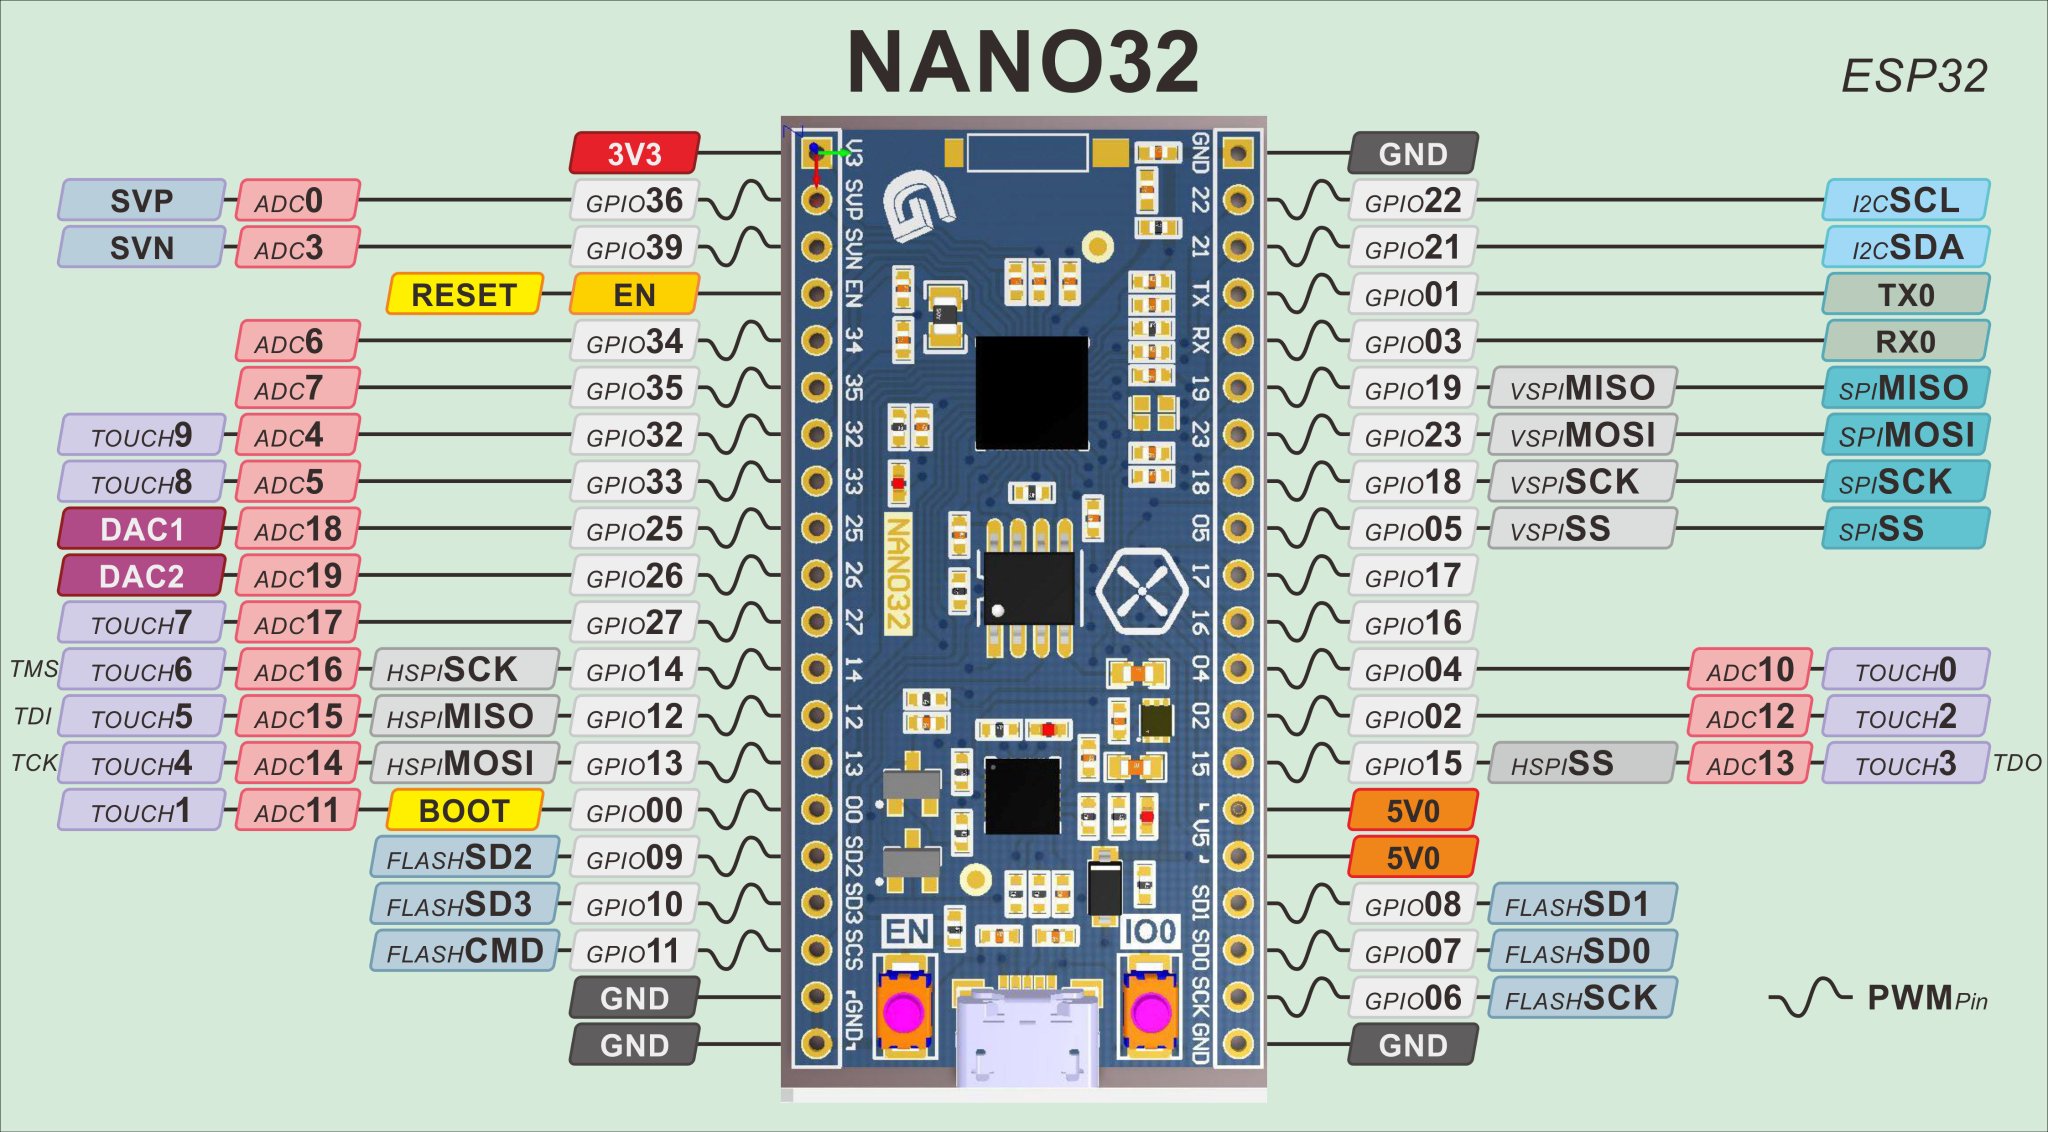 NANO32
ESP32
3V3 V3 GND GND
SVP ADC0 GPIO36 SVP 22 GPIO22 I2CSCL
SVN ADC3 GPIO39 SVN 21 GPIO21 I2CSDA
RESET EN EN TX GPIO01 TX0
ADC6 GPIO34 34 RX GPIO03 RX0
ADC7 GPIO35 35 19 GPIO19 VSPIMISO SPIMISO
TOUCH9 ADC4 GPIO32 32 23 GPIO23 VSPIMOSI SPIMOSI
TOUCH8 ADC5 GPIO33 33 18 GPIO18 VSPISCK SPISCK
DAC1 ADC18 GPIO25 25 05 GPIO05 VSPISS SPISS
DAC2 ADC19 GPIO26 26 NANO32 17 GPIO17
TOUCH7 ADC17 GPIO27 27 16 GPIO16
TMS TOUCH6 ADC16 HSPISCK GPIO14 14 04 GPIO04 ADC10 TOUCH0
TDI TOUCH5 ADC15 HSPIMISO GPIO12 12 02 GPIO02 ADC12 TOUCH2
TCK TOUCH4 ADC14 HSPIMOSI GPIO13 13 15 GPIO15 HSPISS ADC13 TOUCH3 TDO
TOUCH1 ADC11 BOOT GPIO00 00 V5 5V0
FLASHSD2 GPIO09 SD2 5V0
FLASHSD3 GPIO10 SD3 SD1 GPIO08 FLASHSD1
FLASHCMD GPIO11 SCS EN IO0 SD0 GPIO07 FLASHSD0
GND GND SCK GPIO06 FLASHSCK PWMPin
GND GND GND